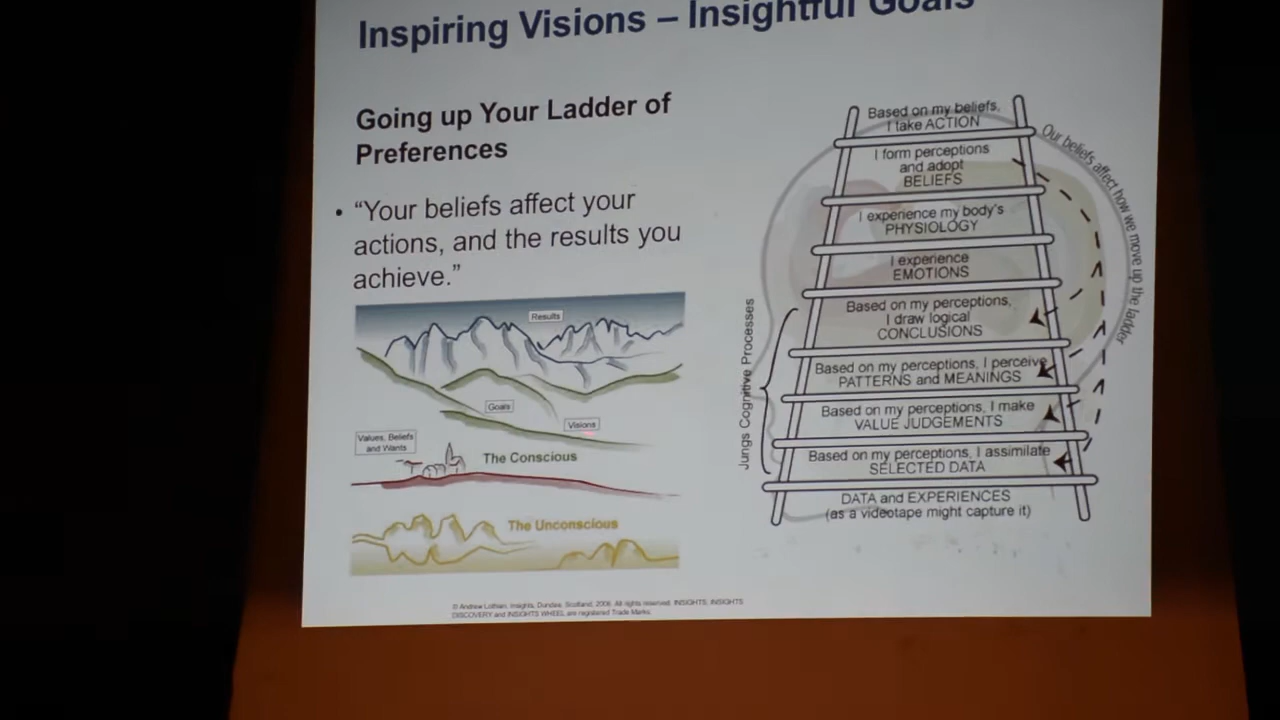 Inspiring Visions – Insightful Goals
Going up Your Ladder of
Preferences
• “Your beliefs affect your
actions, and the results you
achieve.”
Results
Goals
Visions
Values, Beliefs
and Wants
The Conscious
The Unconscious
Based on my beliefs,
I take ACTION
I form perceptions
and adopt
BELIEFS
I experience my body's
PHYSIOLOGY
I experience
EMOTIONS
Based on my perceptions,
I draw logical
CONCLUSIONS
Based on my perceptions, I perceive
PATTERNS and MEANINGS
Based on my perceptions, I make
VALUE JUDGEMENTS
Based on my perceptions, I assimilate
SELECTED DATA
DATA and EXPERIENCES
(as a videotape might capture it)
Jungs Cognitive Processes
Our beliefs affect how we move up the ladder
© Andrew Lothian, Insights, Dundee, Scotland, 2006. All rights reserved. INSIGHTS, INSIGHTS
DISCOVERY and INSIGHTS WHEEL are registered Trade Marks.